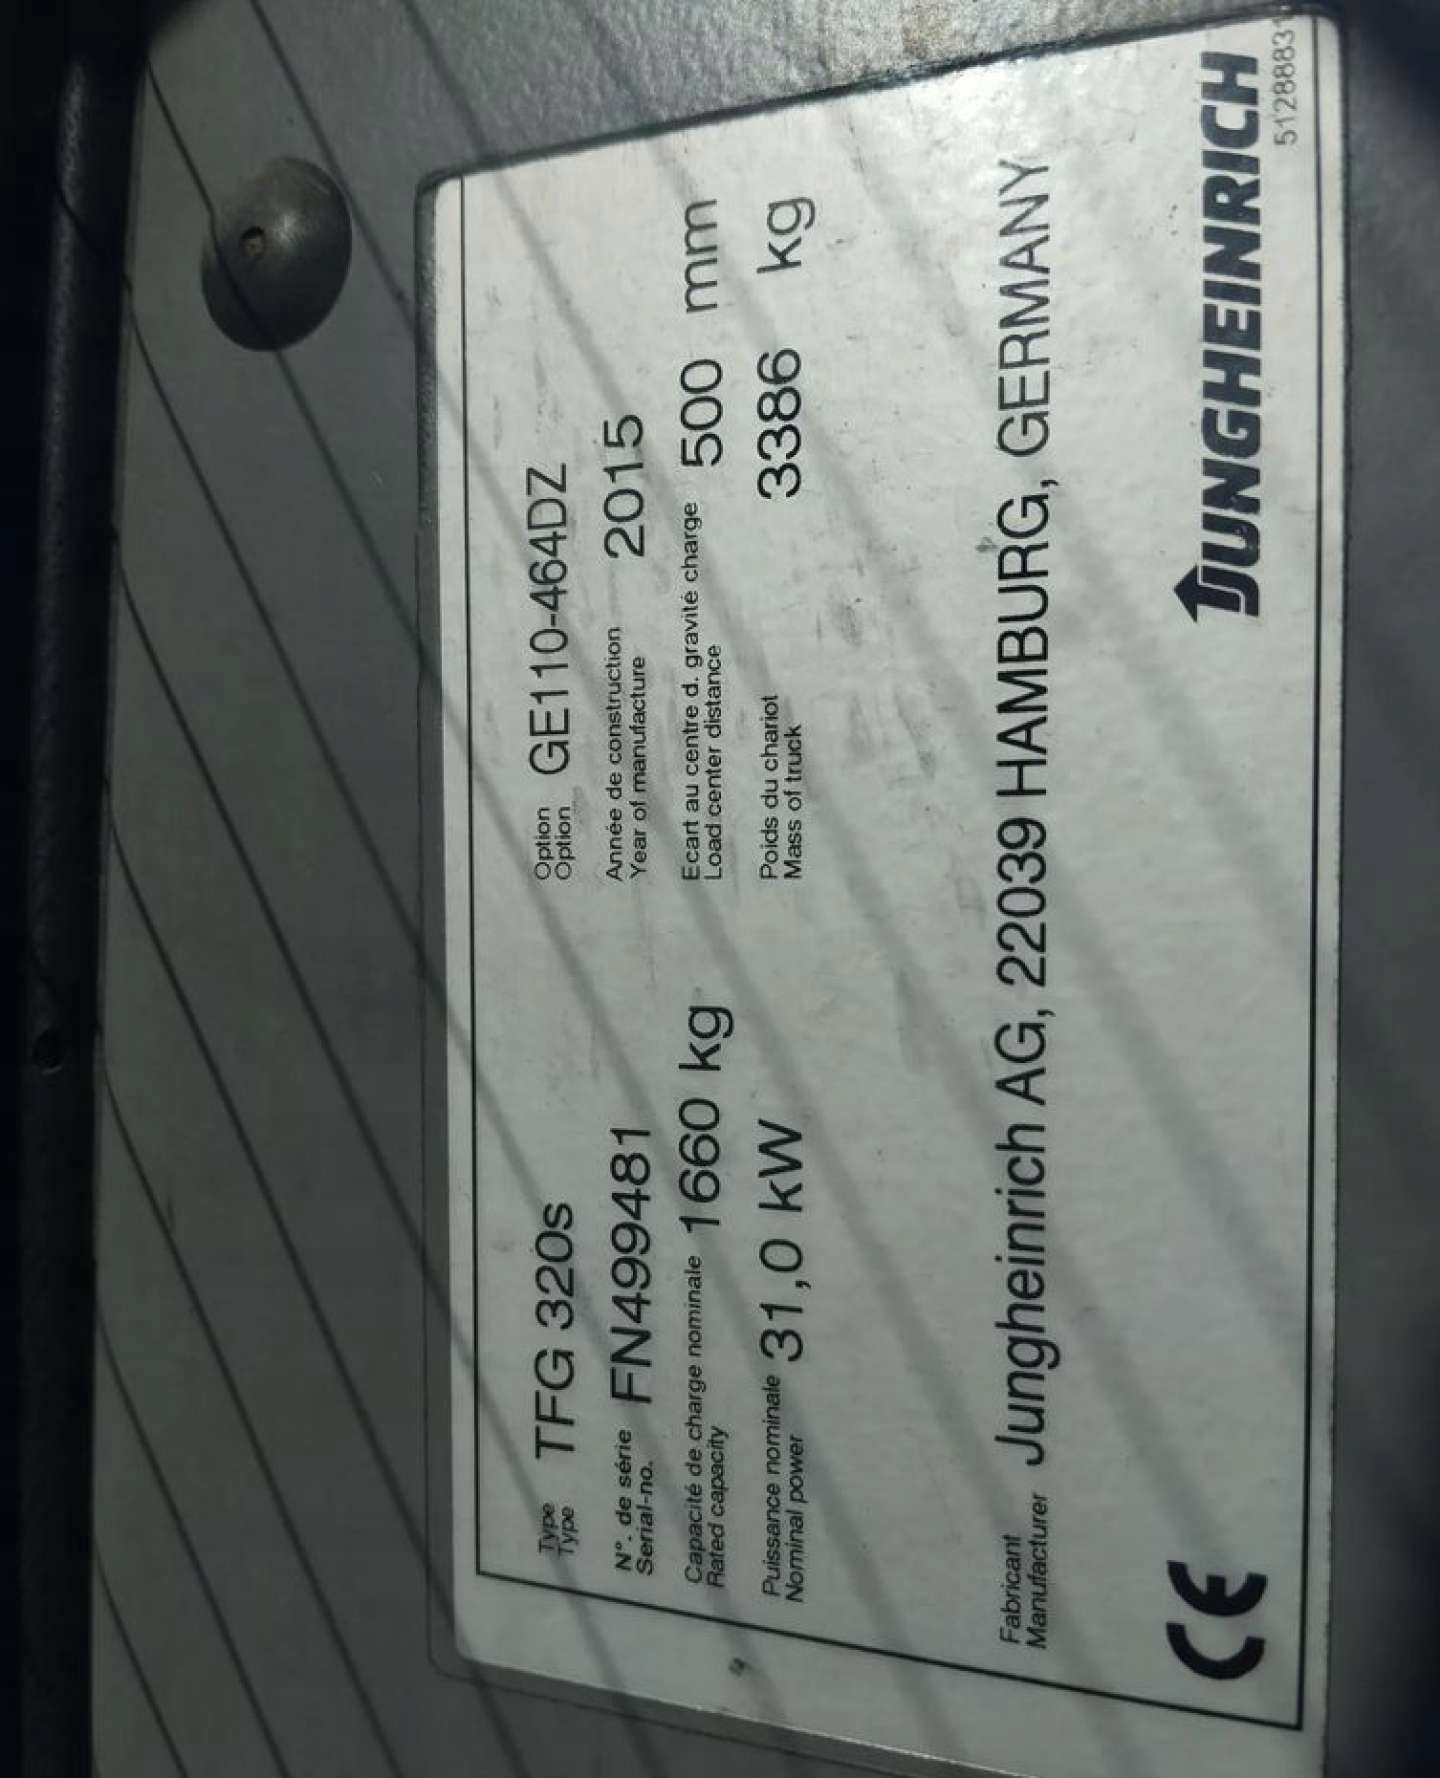 Type TFG 320s
Type
Option GE110-464DZ
Option
N°. de série FN499481
Serial-no.
Année de construction 2015
Year of manufacture
Capacité de charge nominale 1660 kg
Rated capacity
Ecart au centre d. gravité charge 500 mm
Load center distance
Puissance nominale 31,0 kW
Nominal power
Poids du chariot 3386 kg
Mass of truck
Fabricant Jungheinrich AG, 22039 HAMBURG, GERMANY
Manufacturer
CE
JUNGHEINRICH